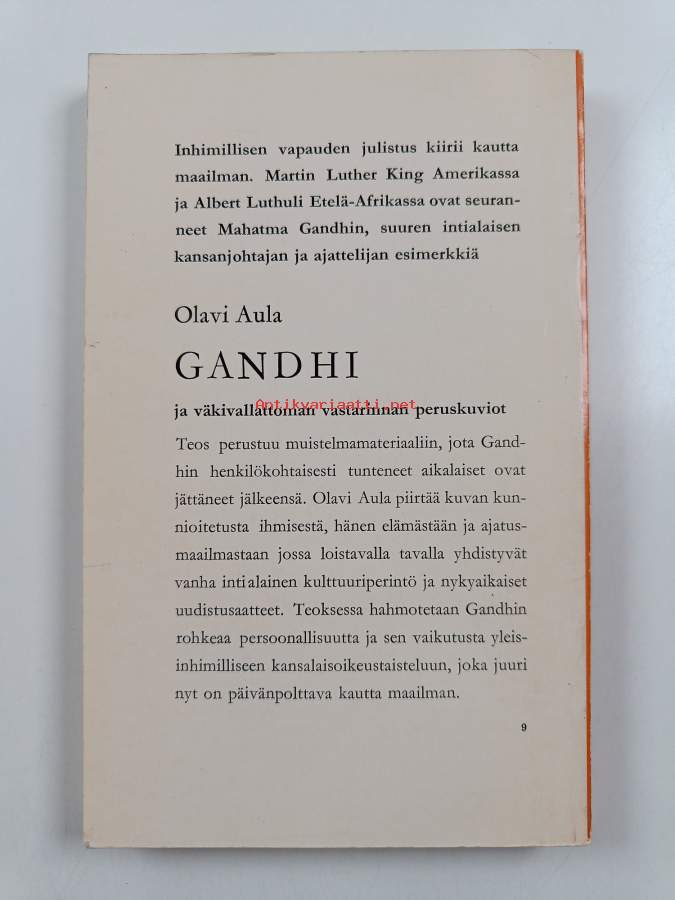 Inhimillisen vapauden julistus kiirii kautta
maailman. Martin Luther King Amerikassa
ja Albert Luthuli Etelä-Afrikassa ovat seuran-
neet Mahatma Gandhin, suuren intialaisen
kansanjohtajan ja ajattelijan esimerkkiä
Olavi Aula
GANDHI
Antikvariaatti.net
ja väkivallattoman vastarinnan peruskuviot
Teos perustuu muistelmamateriaaliin, jota Gand-
hin henkilökohtaisesti tunteneet aikalaiset ovat
jättäneet jälkeensä. Olavi Aula piirtää kuvan kun-
nioitetusta ihmisestä, hänen elämästään ja ajatus-
maailmastaan jossa loistavalla tavalla yhdistyvät
vanha intialainen kulttuuriperintö ja nykyaikaiset
uudistusaatteet. Teoksessa hahmotetaan Gandhin
rohkeaa persoonallisuutta ja sen vaikutusta yleis-
inhimilliseen kansalaisoikeustaisteluun, joka juuri
nyt on päivänpolttava kautta maailman.
9